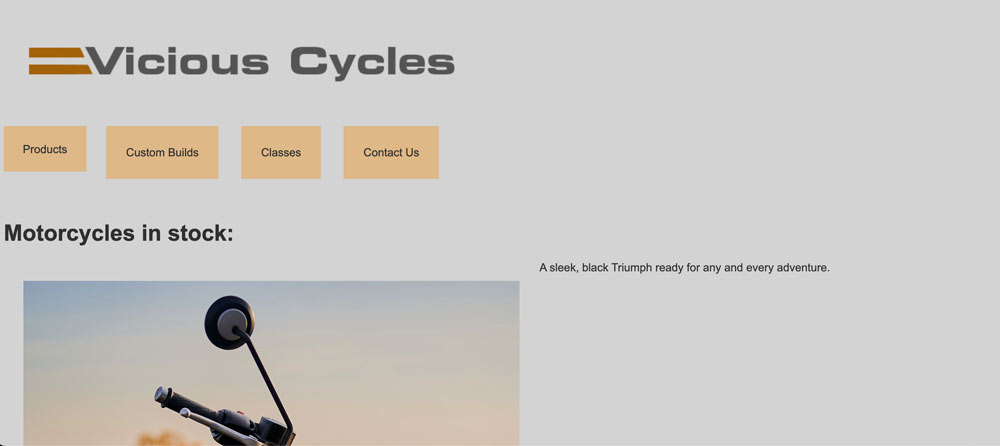 Vicious Cycles
Products
Custom Builds
Classes
Contact Us
Motorcycles in stock:
A sleek, black Triumph ready for any and every adventure.